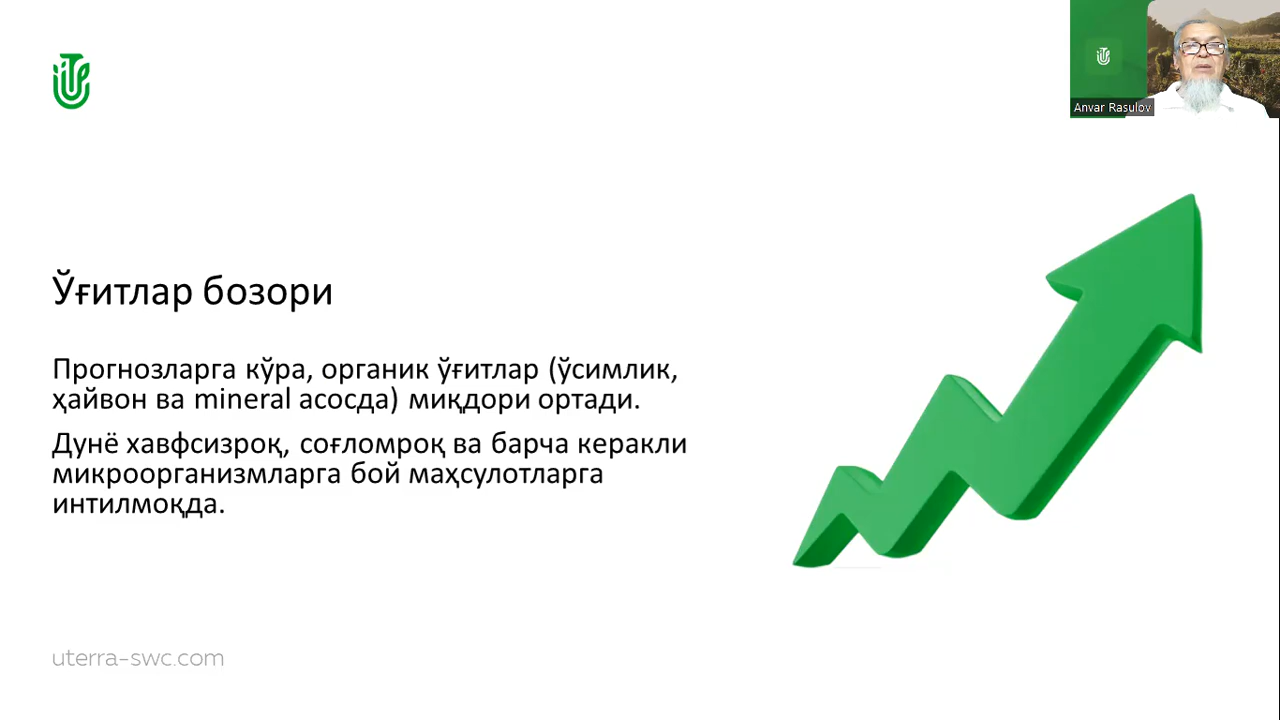 Anvar Rasulov
Ўғитлар бозори
Прогнозларга кўра, органик ўғитлар (ўсимлик,
ҳайвон ва mineral асосда) миқдори ортади.
Дунё хавфсизроқ, соғломроқ ва барча керакли
микроорганизмларга бой маҳсулотларга
интилмоқда.
uterra-swc.com